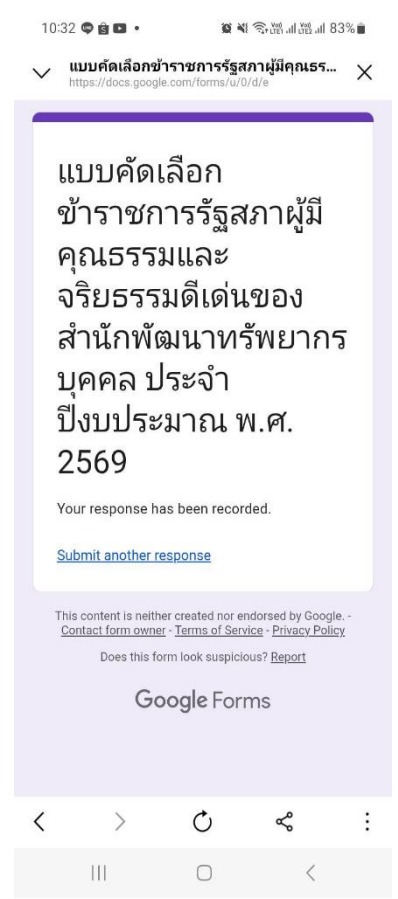 10:32
83%
แบบคัดเลือกข้าราชการรัฐสภาผู้มีคุณธร...
https://docs.google.com/forms/u/0/d/e
แบบคัดเลือก
ข้าราชการรัฐสภาผู้มี
คุณธรรมและ
จริยธรรมดีเด่นของ
สำนักพัฒนาทรัพยากร
บุคคล ประจำ
ปีงบประมาณ พ.ศ.
2569
Your response has been recorded.
Submit another response
This content is neither created nor endorsed by Google. -
Contact form owner - Terms of Service - Privacy Policy
Does this form look suspicious? Report
Google Forms